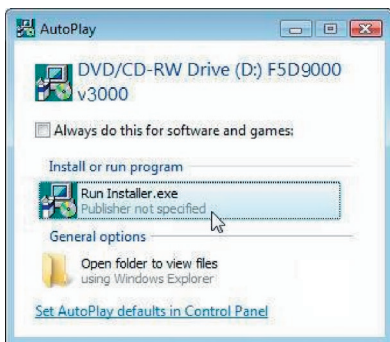 AutoPlay
DVD/CD-RW Drive (D:) F5D9000
v3000
Always do this for software and games:
Install or run program
Run Installer.exe
Publisher not specified
General options
Open folder to view files
using Windows Explorer
Set AutoPlay defaults in Control Panel